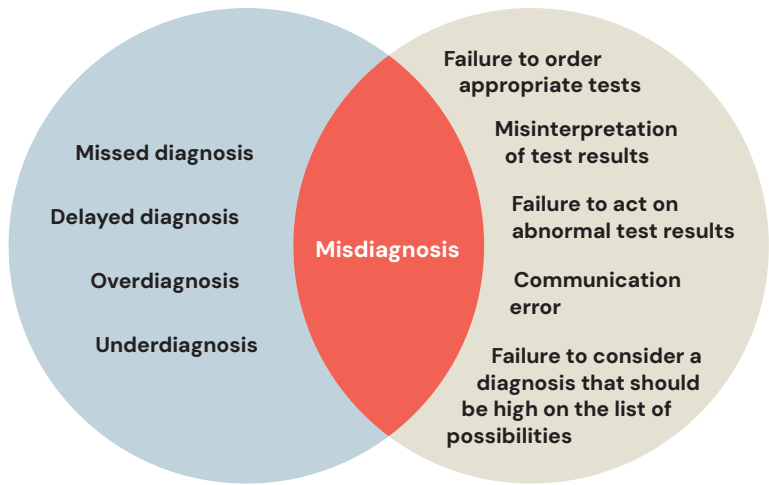 Missed diagnosis
Delayed diagnosis
Overdiagnosis
Underdiagnosis
Misdiagnosis
Failure to order
appropriate tests
Misinterpretation
of test results
Failure to act on
abnormal test results
Communication
error
Failure to consider a
diagnosis that should
be high on the list of
possibilities